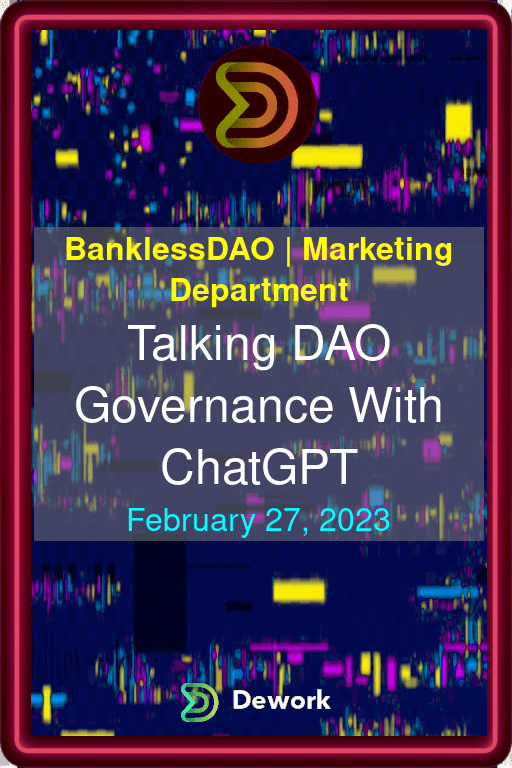 BanklessDAO | Marketing
Department
Talking DAO
Governance With
ChatGPT
February 27, 2023
Dework